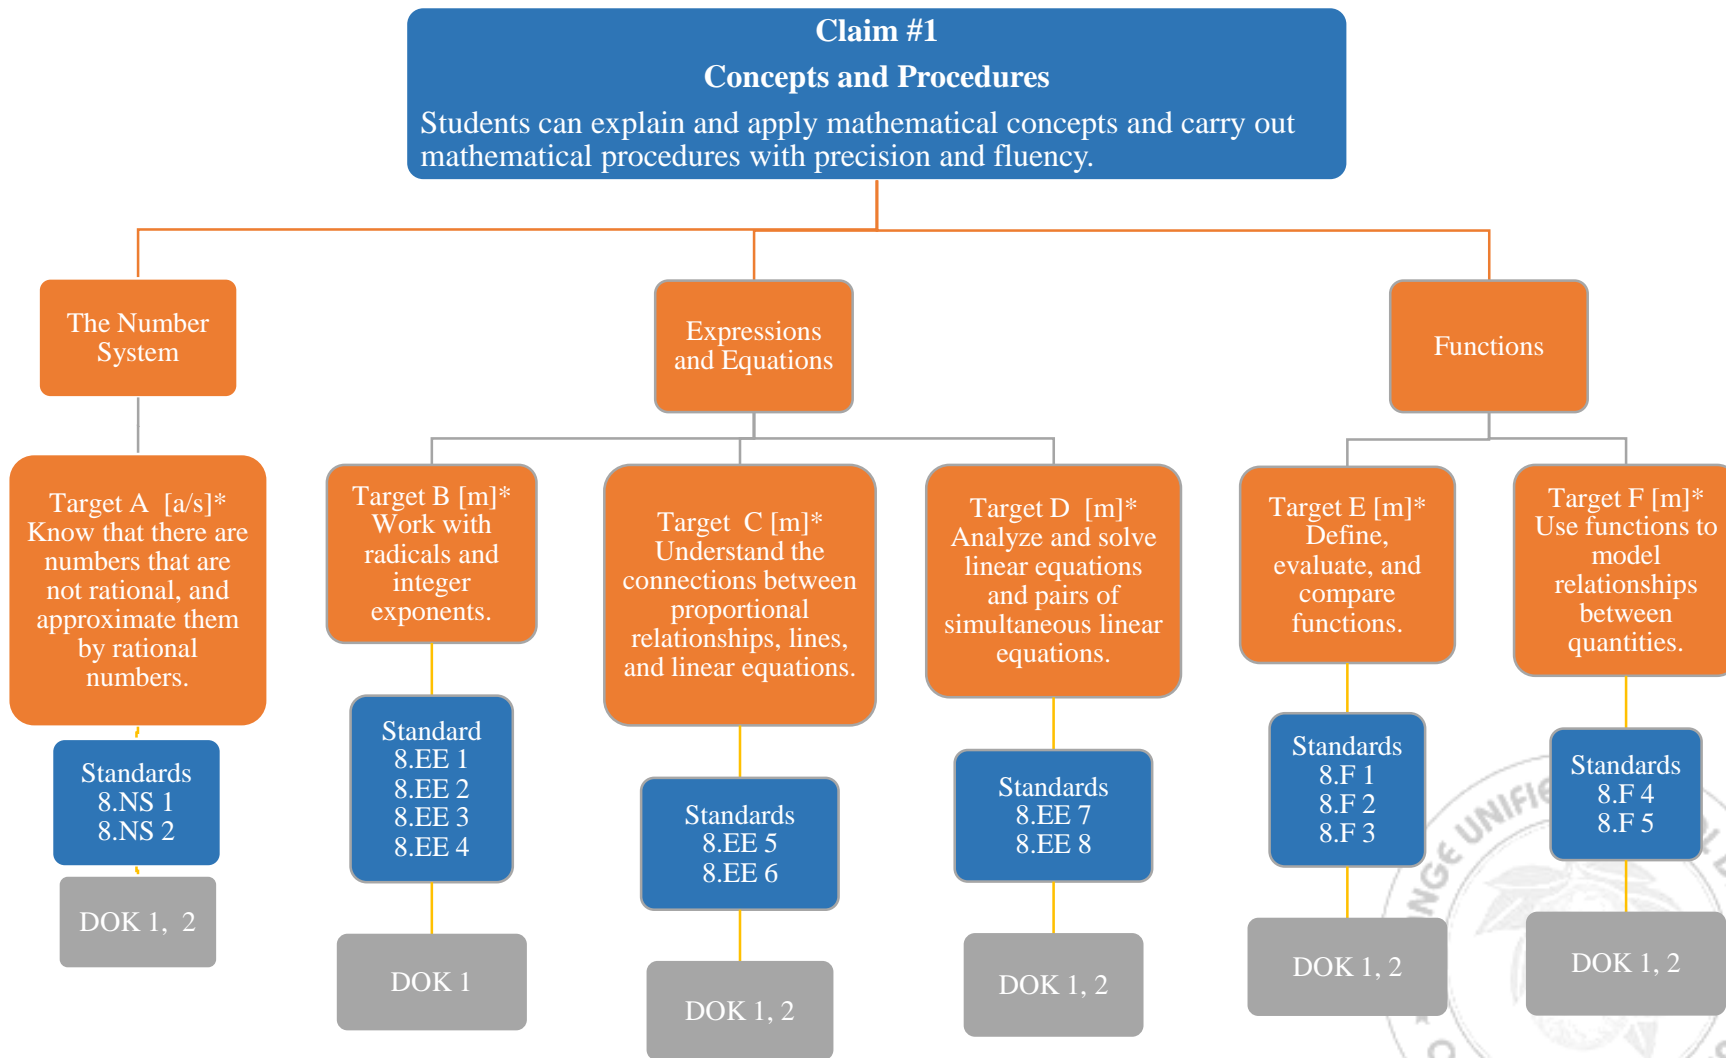 Claim #1
Concepts and Procedures
Students can explain and apply mathematical concepts and carry out
mathematical procedures with precision and fluency.
The Number
System
Expressions
and Equations
Functions
Target A [a/s]*
Know that there are
numbers that are
not rational, and
approximate them
by rational
numbers.
Target B [m]*
Work with
radicals and
integer
exponents.
Target C [m]*
Understand the
connections between
proportional
relationships, lines,
and linear equations.
Target D [m]*
Analyze and solve
linear equations
and pairs of
simultaneous linear
equations.
Target E [m]*
Define,
evaluate, and
compare
functions.
Target F [m]*
Use functions to
model
relationships
between
quantities.
Standards
8.NS 1
8.NS 2
Standard
8.EE 1
8.EE 2
8.EE 3
8.EE 4
Standards
8.EE 5
8.EE 6
Standards
8.EE 7
8.EE 8
Standards
8.F 1
8.F 2
8.F 3
Standards
8.F 4
8.F 5
DOK 1, 2
DOK 1
DOK 1, 2
DOK 1, 2
DOK 1, 2
DOK 1, 2